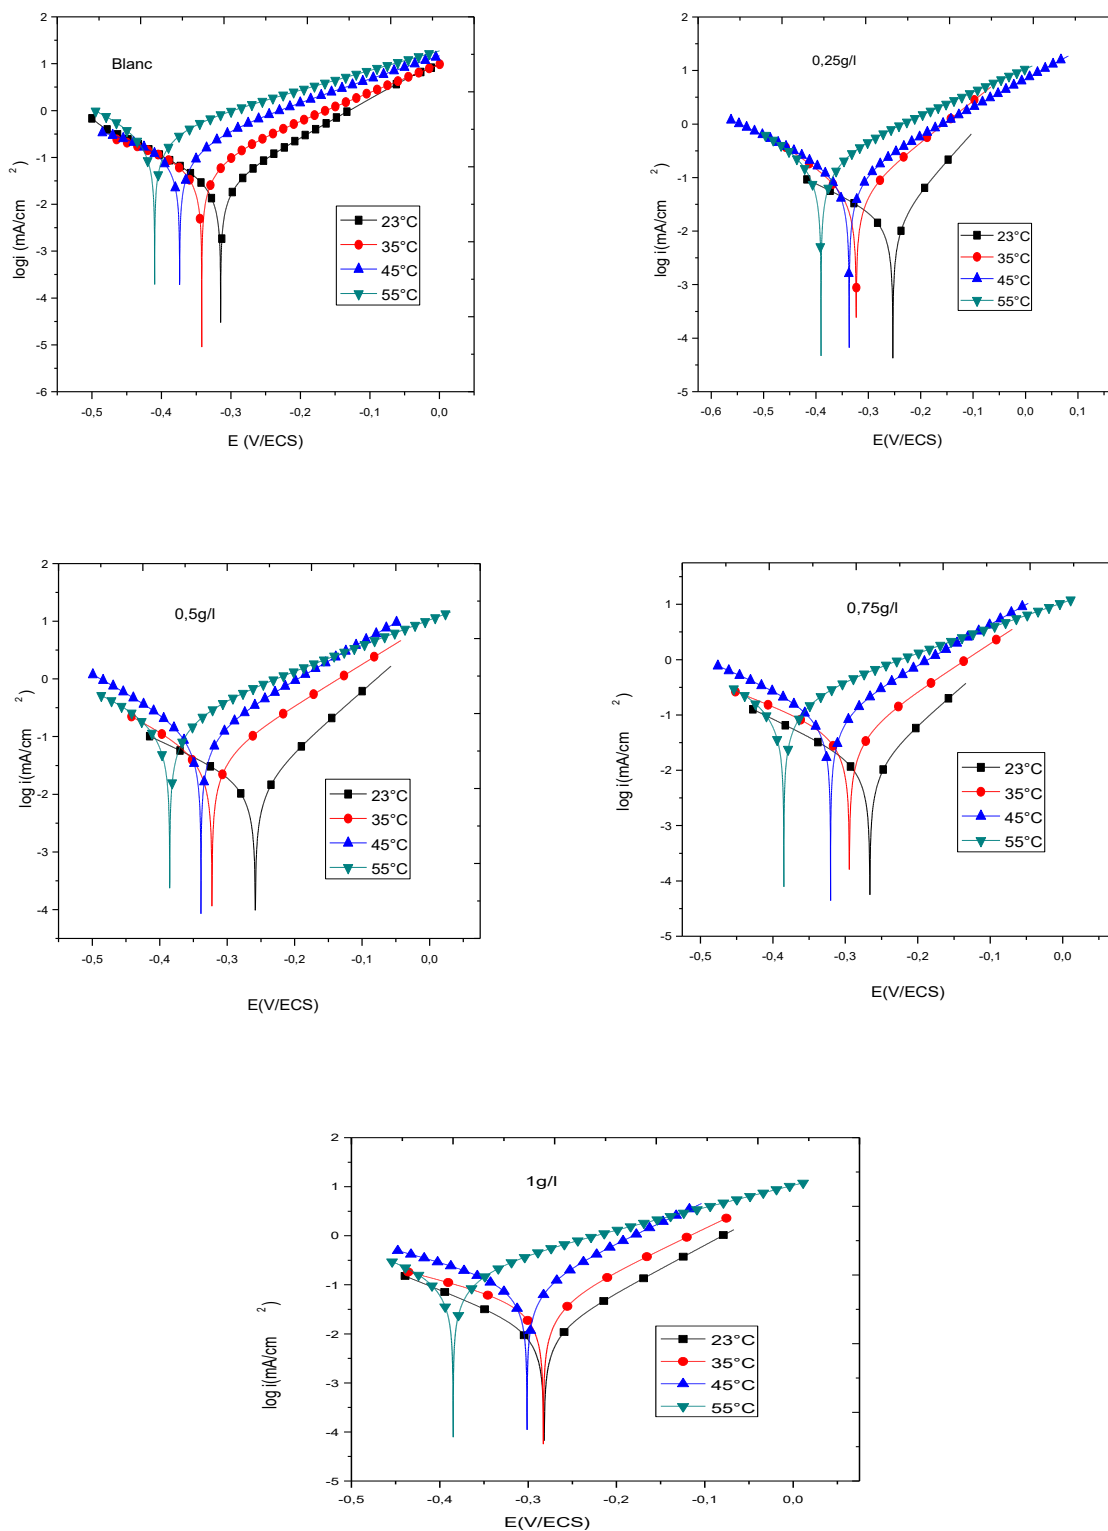 Blanc
2
1
0
-1
-2
-3
-4
-5
-6
logi (mA/cm
2
)
23°C
35°C
45°C
55°C
-0,5
-0,4
-0,3
-0,2
-0,1
0,0
E (V/ECS)
0,25g/l
2
1
0
-1
-2
-3
-4
-5
log i(mA/cm
2
)
23°C
35°C
45°C
55°C
-0,6
-0,5
-0,4
-0,3
-0,2
-0,1
0,0
0,1
E(V/ECS)
0,5g/l
2
1
0
-1
-2
-3
-4
log i(mA/cm
2
)
23°C
35°C
45°C
55°C
-0,5
-0,4
-0,3
-0,2
-0,1
0,0
E(V/ECS)
0,75g/l
1
0
-1
-2
-3
-4
-5
log i(mA/cm
2
)
23°C
35°C
45°C
55°C
-0,5
-0,4
-0,3
-0,2
-0,1
0,0
E(V/ECS)
1g/l
2
1
0
-1
-2
-3
-4
-5
log i(mA/cm
2
)
23°C
35°C
45°C
55°C
-0,5
-0,4
-0,3
-0,2
-0,1
0,0
E(V/ECS)